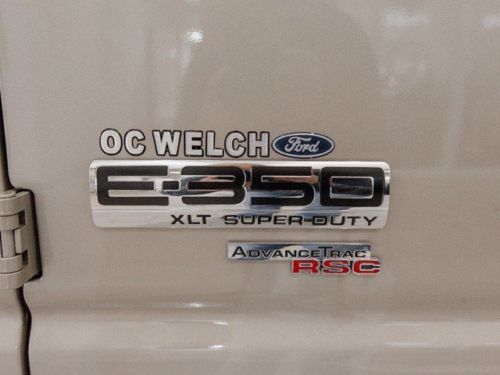 OC WELCH Ford
E-350
XLT SUPER-DUTY
ADVANCETRAC
RSC